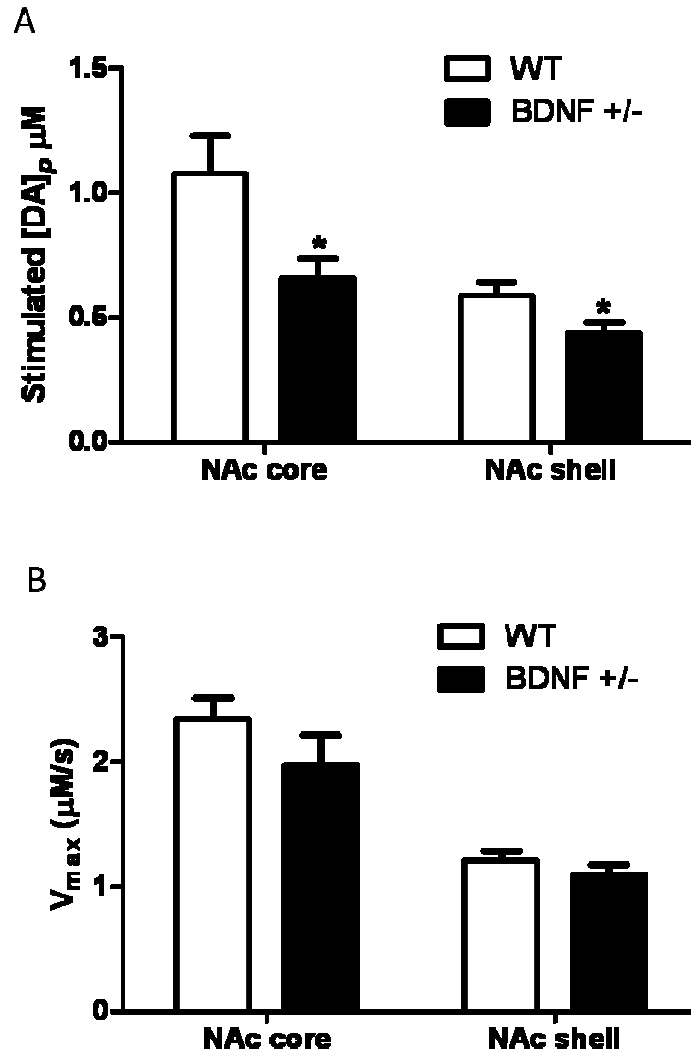 A
1.5
1.0
0.5
0.0
Stimulated [DA]p μM
WT
BDNF +/-
*
*
NAc core
NAc shell
B
3
2
1
0
Vmax (μM/s)
WT
BDNF +/-
NAc core
NAc shell